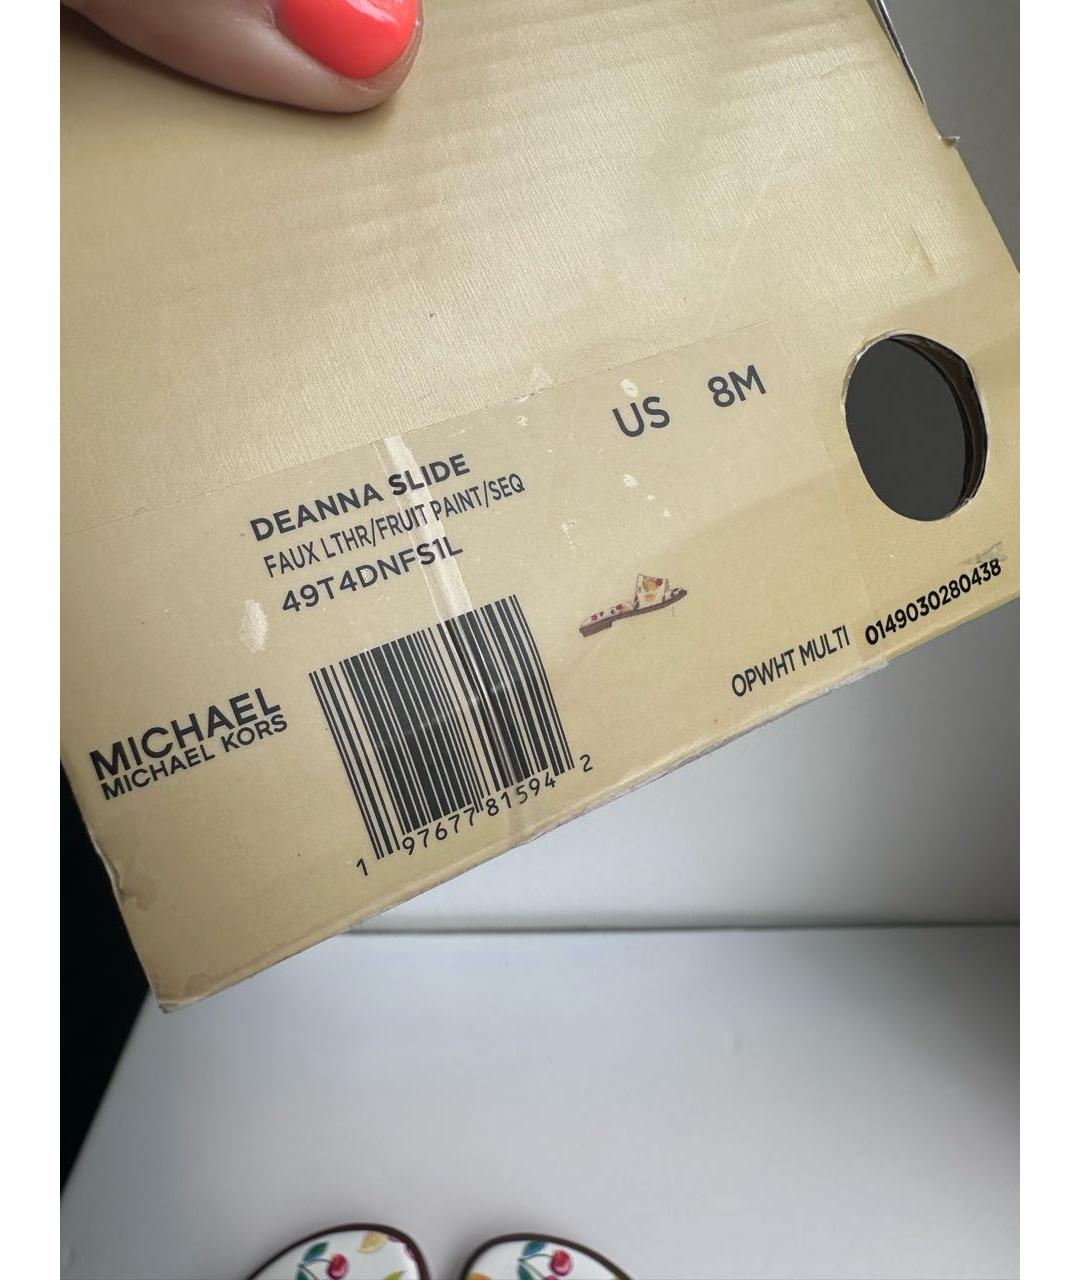 US 8M
DEANNA SLIDE
FAUX LTHR/FRUIT PAINT/SEQ
49T4DNFS1L
MICHAEL
MICHAEL KORS
1 97677 81594 2
OPWHT MULTI 0149030280438